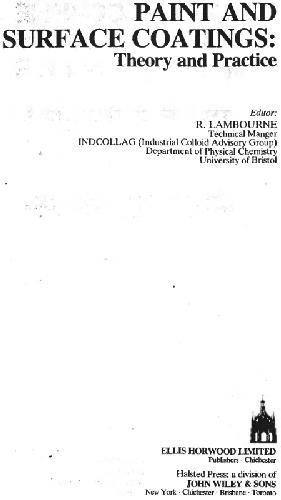 PAINT AND
SURFACE COATINGS:
Theory and Practice
Editor:
R. LAMBOURNE
Technical Manger
INDCOLLAG (Industrial Colloid Advisory Group)
Department of Physical Chemistry
University of Bristol
ELLIS HORWOOD LIMITED
Publishers · Chichester
Halsted Press: a division of
JOHN WILEY & SONS
New York · Chichester · Brisbane · Toronto